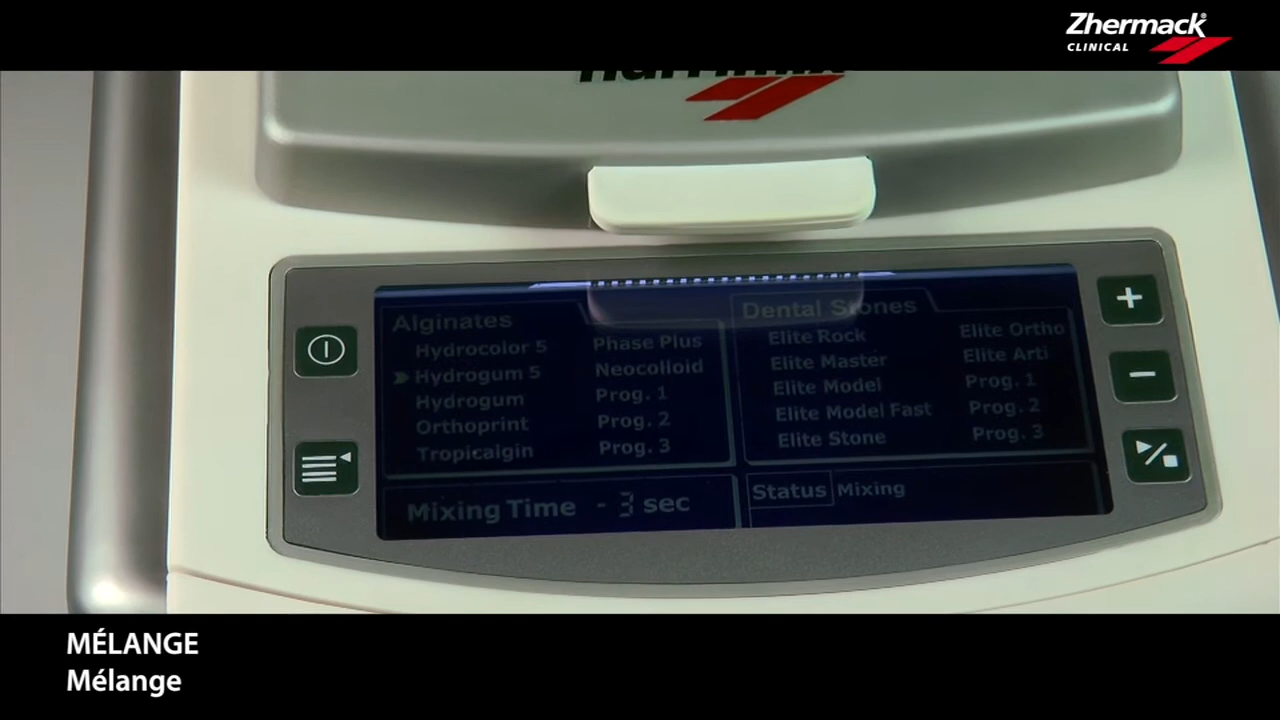 Zhermack
CLINICAL
Alginates
Hydrocolor 5 Phase Plus
Hydrogum 5 Neocolloid
Hydrogum Prog. 1
Orthoprint Prog. 2
Tropicalgin Prog. 3
Dental Stones
Elite Rock Elite Ortho
Elite Master Elite Arti
Elite Model Prog. 1
Elite Model Fast Prog. 2
Elite Stone Prog. 3
Mixing Time - 3 sec
Status Mixing
MÉLANGE
Mélange